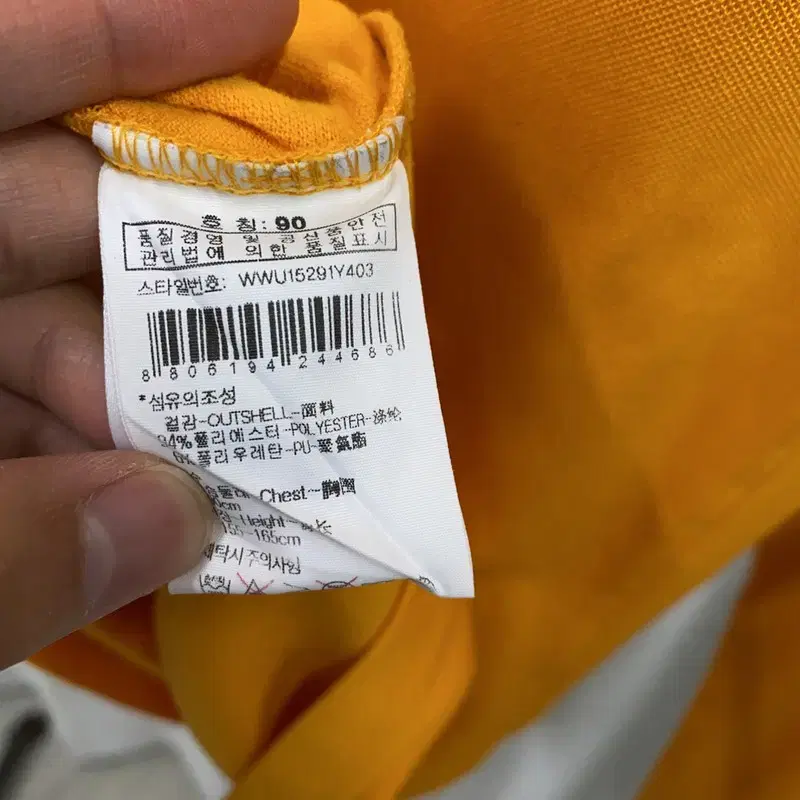 호 칭: 90
품질경영 및 공산품안전
관리법에 의한 품질표시
스타일번호: WWU15291Y403
8 806194 244686
*섬유의조성
겉감-OUTSHELL-面料
94% 폴리에스터-POLYESTER-涤纶
6% 폴리우레탄-PU-聚氨酯
Chest-胸围
cm
Height-
155-165cm
세탁시주의사항